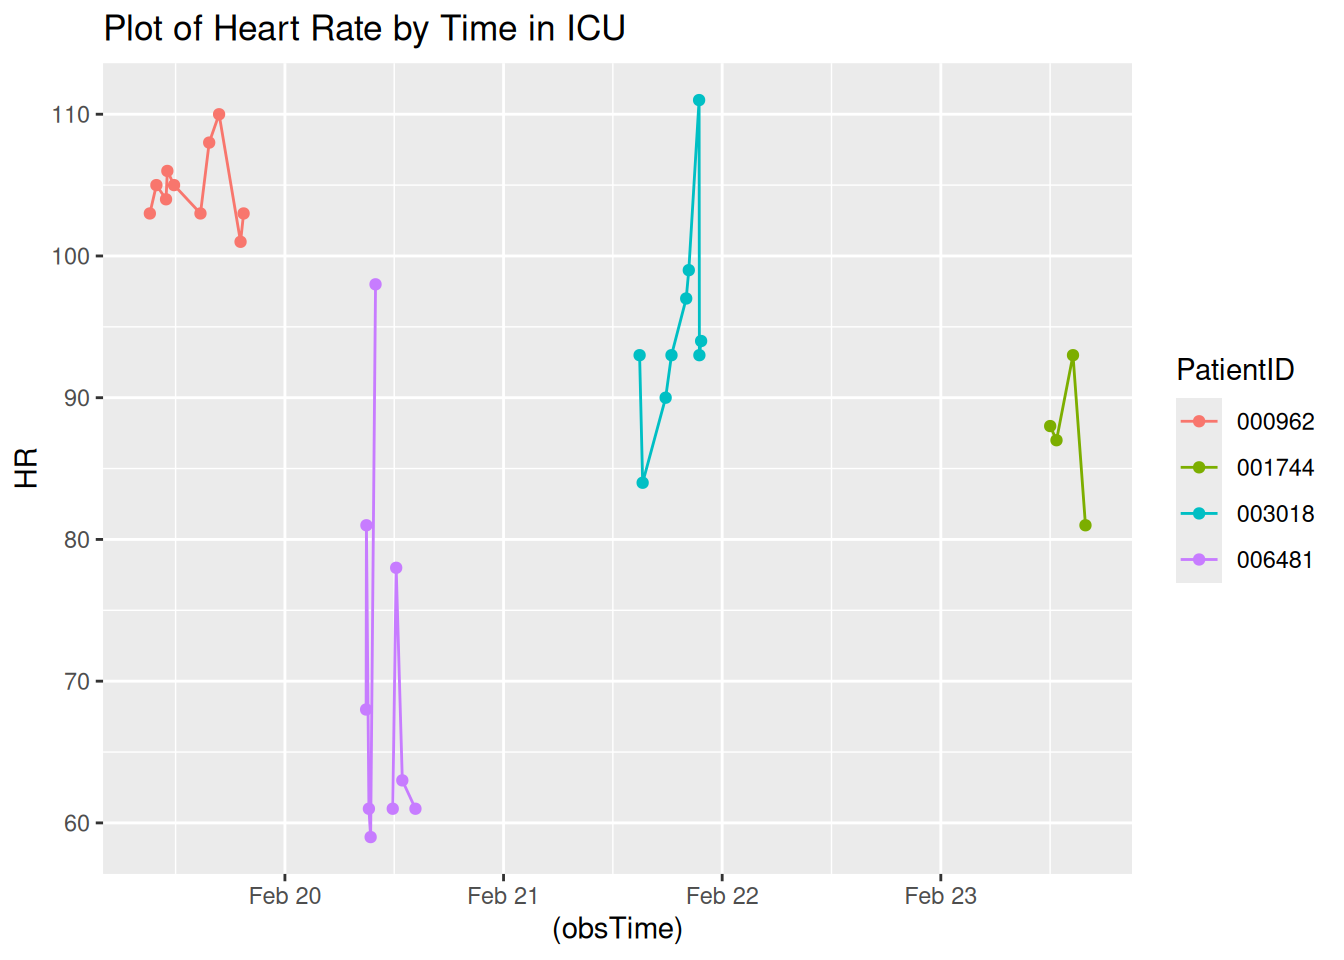 Plot of Heart Rate by Time in ICU
110
100
90
80
70
60
HR
Feb 20
Feb 21
Feb 22
Feb 23
(obsTime)
PatientID
000962
001744
003018
006481